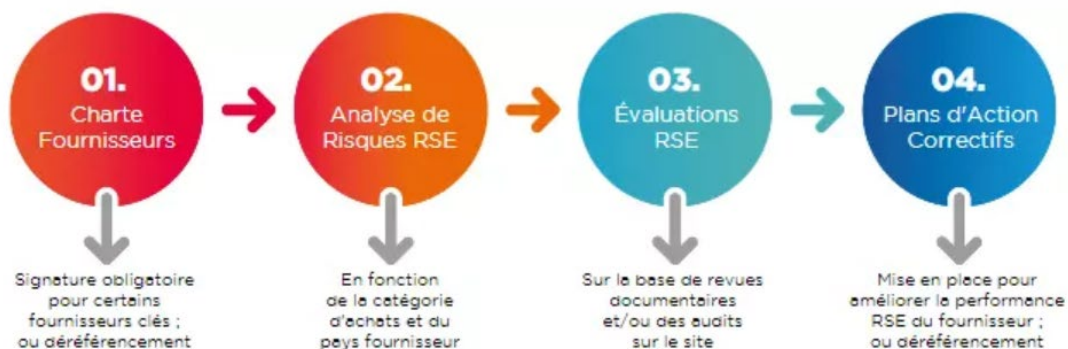 01.
Charte
Fournisseurs
02.
Analyse de
Risques RSE
03.
Évaluations
RSE
04.
Plans d'Action
Correctifs
Signature obligatoire
pour certains
fournisseurs clés ;
ou déréférencement
En fonction
de la catégorie
d'achats et du
pays fournisseur
Sur la base de revues
documentaires
et/ou des audits
sur le site
Mise en place pour
améliorer la performance
RSE du fournisseur ;
ou déréférencement